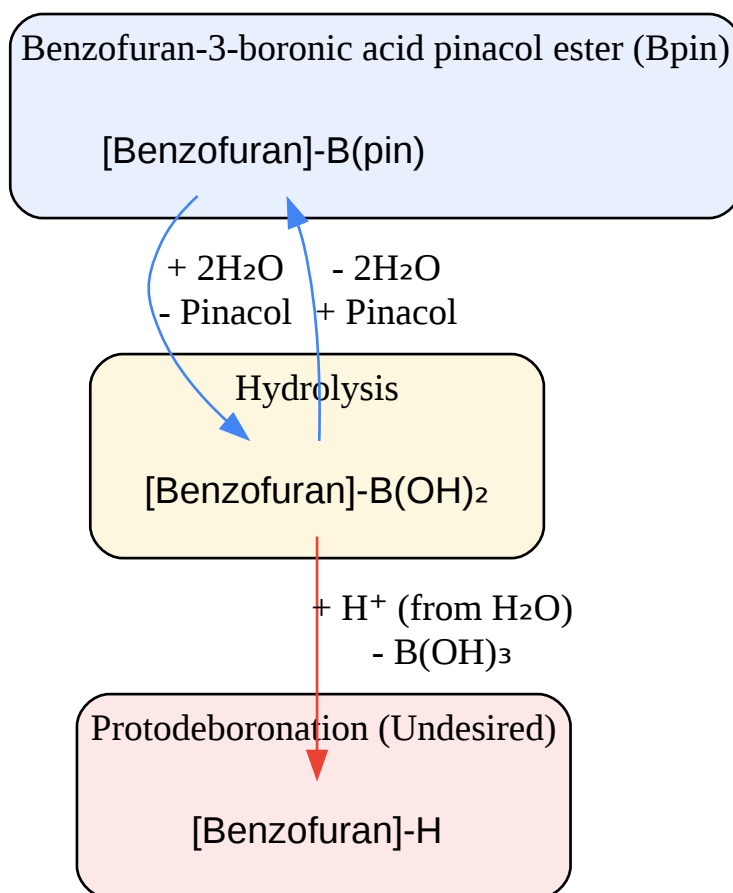 Benzofuran-3-boronic acid pinacol ester (Bpin)
[Benzofuran]-B(pin)
+ 2H₂O
- Pinacol
- 2H₂O
+ Pinacol
Hydrolysis
[Benzofuran]-B(OH)₂
+ H⁺ (from H₂O)
- B(OH)₃
Protodeboronation (Undesired)
[Benzofuran]-H